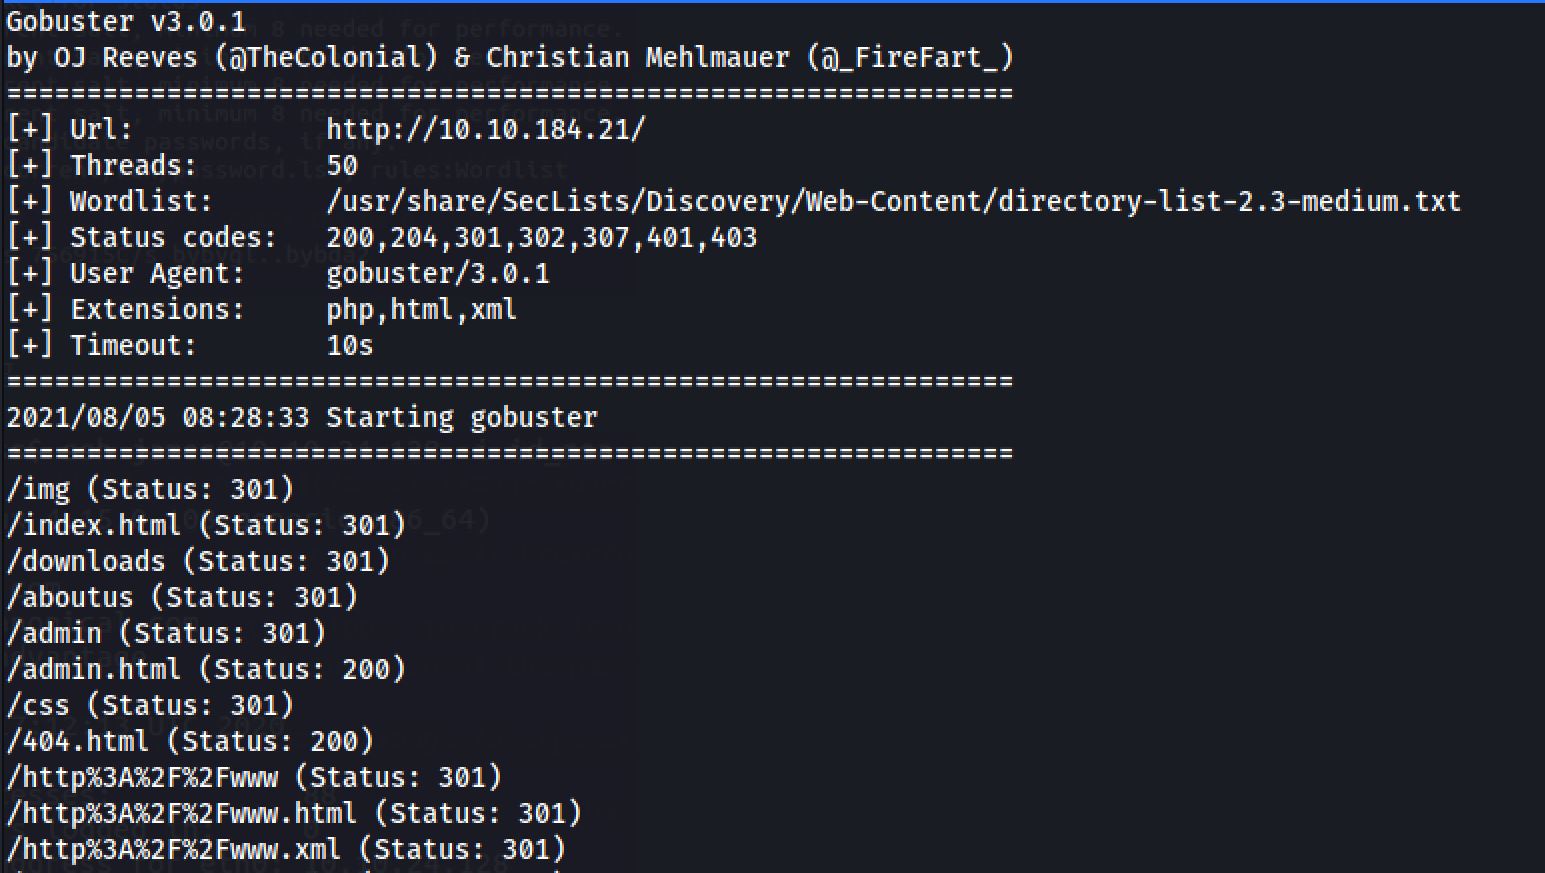 Gobuster v3.0.1
by OJ Reeves (@TheColonial) & Christian Mehlmauer (@_FireFart_)
===============================================================
[+] Url:            http://10.10.184.21/
[+] Threads:        50
[+] Wordlist:       /usr/share/SecLists/Discovery/Web-Content/directory-list-2.3-medium.txt
[+] Status codes:   200,204,301,302,307,401,403
[+] User Agent:     gobuster/3.0.1
[+] Extensions:     php,html,xml
[+] Timeout:        10s
===============================================================
2021/08/05 08:28:33 Starting gobuster
===============================================================
/img (Status: 301)
/index.html (Status: 301)
/downloads (Status: 301)
/aboutus (Status: 301)
/admin (Status: 301)
/admin.html (Status: 200)
/css (Status: 301)
/404.html (Status: 200)
/http%3A%2F%2Fwww (Status: 301)
/http%3A%2F%2Fwww.html (Status: 301)
/http%3A%2F%2Fwww.xml (Status: 301)